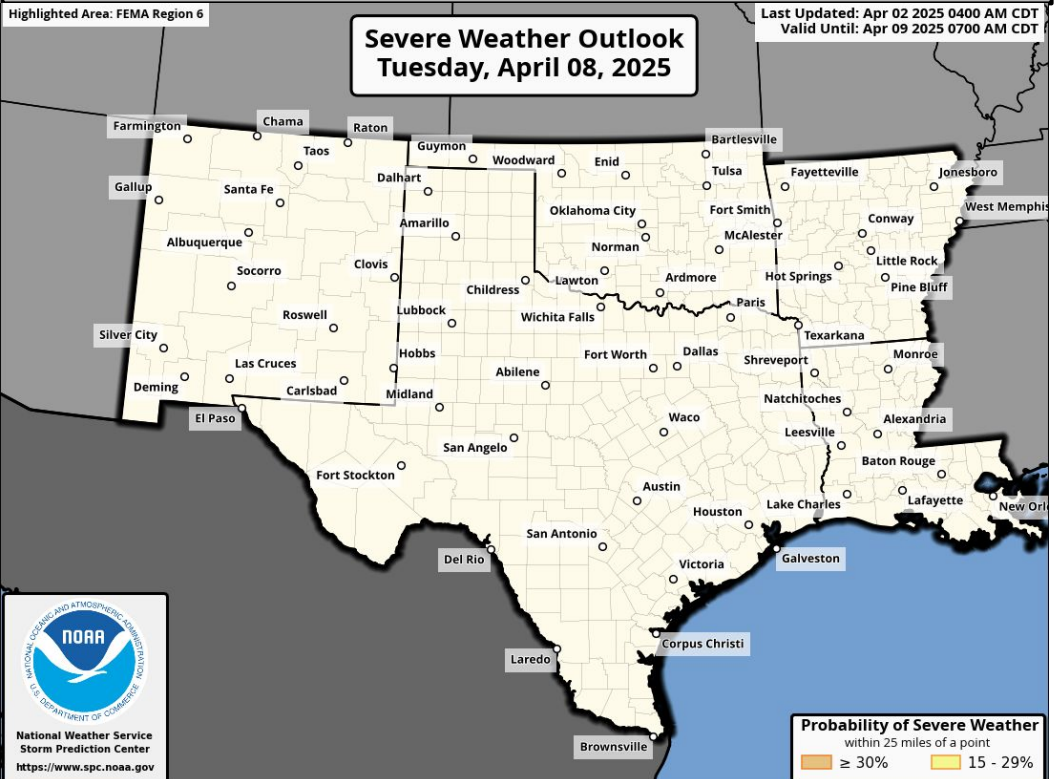 Highlighted Area: FEMA Region 6
Last Updated: Apr 02 2025 0400 AM CDT
Valid Until: Apr 09 2025 0700 AM CDT
Severe Weather Outlook
Tuesday, April 08, 2025
Farmington
Chama
Raton
Taos
Guymon
Woodward
Enid
Bartlesville
Tulsa
Fayetteville
Jonesboro
Gallup
Santa Fe
Dalhart
Oklahoma City
Fort Smith
West Memphis
Albuquerque
Amarillo
Norman
McAlester
Conway
Socorro
Clovis
Childress
Lawton
Ardmore
Hot Springs
Little Rock
Pine Bluff
Roswell
Lubbock
Wichita Falls
Paris
Texarkana
Silver City
Las Cruces
Hobbs
Fort Worth
Dallas
Shreveport
Monroe
Deming
Carlsbad
Midland
Abilene
Natchitoches
El Paso
San Angelo
Waco
Leesville
Alexandria
Fort Stockton
Austin
Baton Rouge
Houston
Lake Charles
Lafayette
New Orl
Del Rio
San Antonio
Galveston
Victoria
Laredo
Corpus Christi
Brownsville
NATIONAL OCEANIC AND ATMOSPHERIC ADMINISTRATION
NOAA
U.S. DEPARTMENT OF COMMERCE
National Weather Service
Storm Prediction Center
https://www.spc.noaa.gov
Probability of Severe Weather
within 25 miles of a point
≥ 30%
15 - 29%